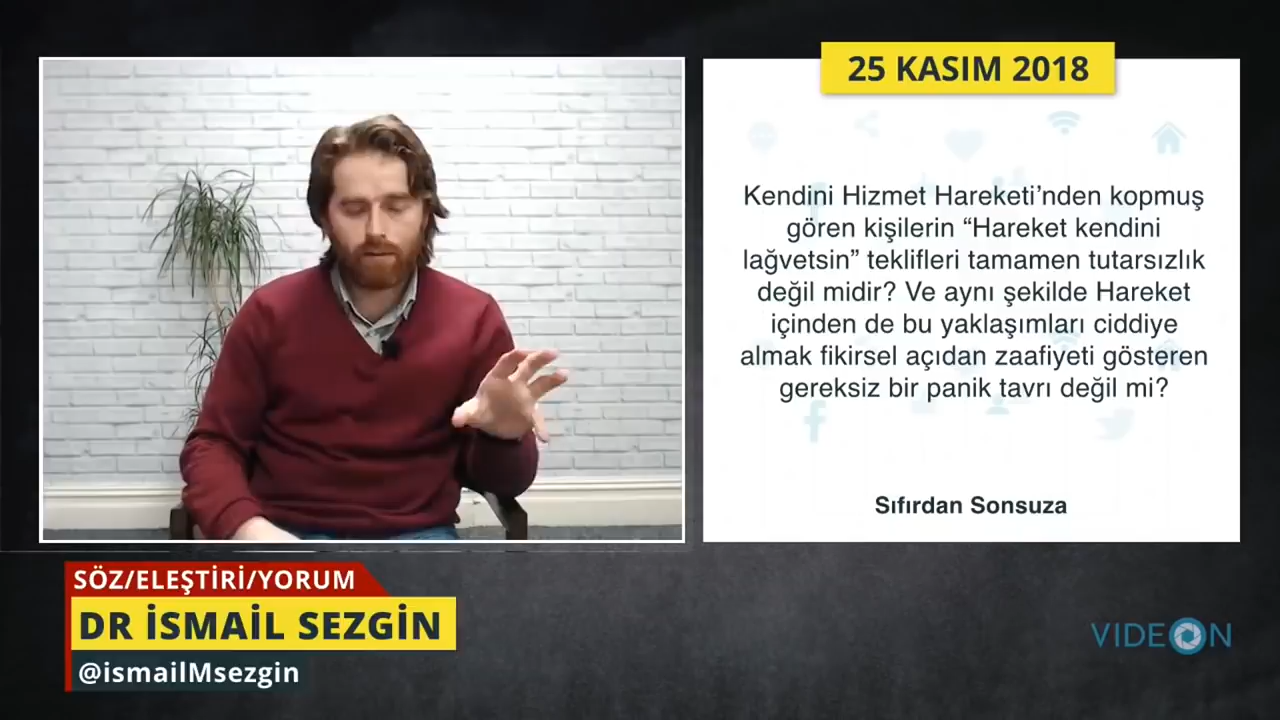 25 KASIM 2018
Kendini Hizmet Hareketi’nden kopmuş
gören kişilerin “Hareket kendini
lağvetsin” teklifleri tamamen tutarsızlık
değil midir? Ve aynı şekilde Hareket
içinden de bu yaklaşımları ciddiye
almak fikirsel açıdan zaafiyeti gösteren
gereksiz bir panik tavrı değil mi?
Sıfırdan Sonsuza
SÖZ/ELEŞTİRİ/YORUM
DR İSMAİL SEZGİN
@ismailMsezgin
VIDEON